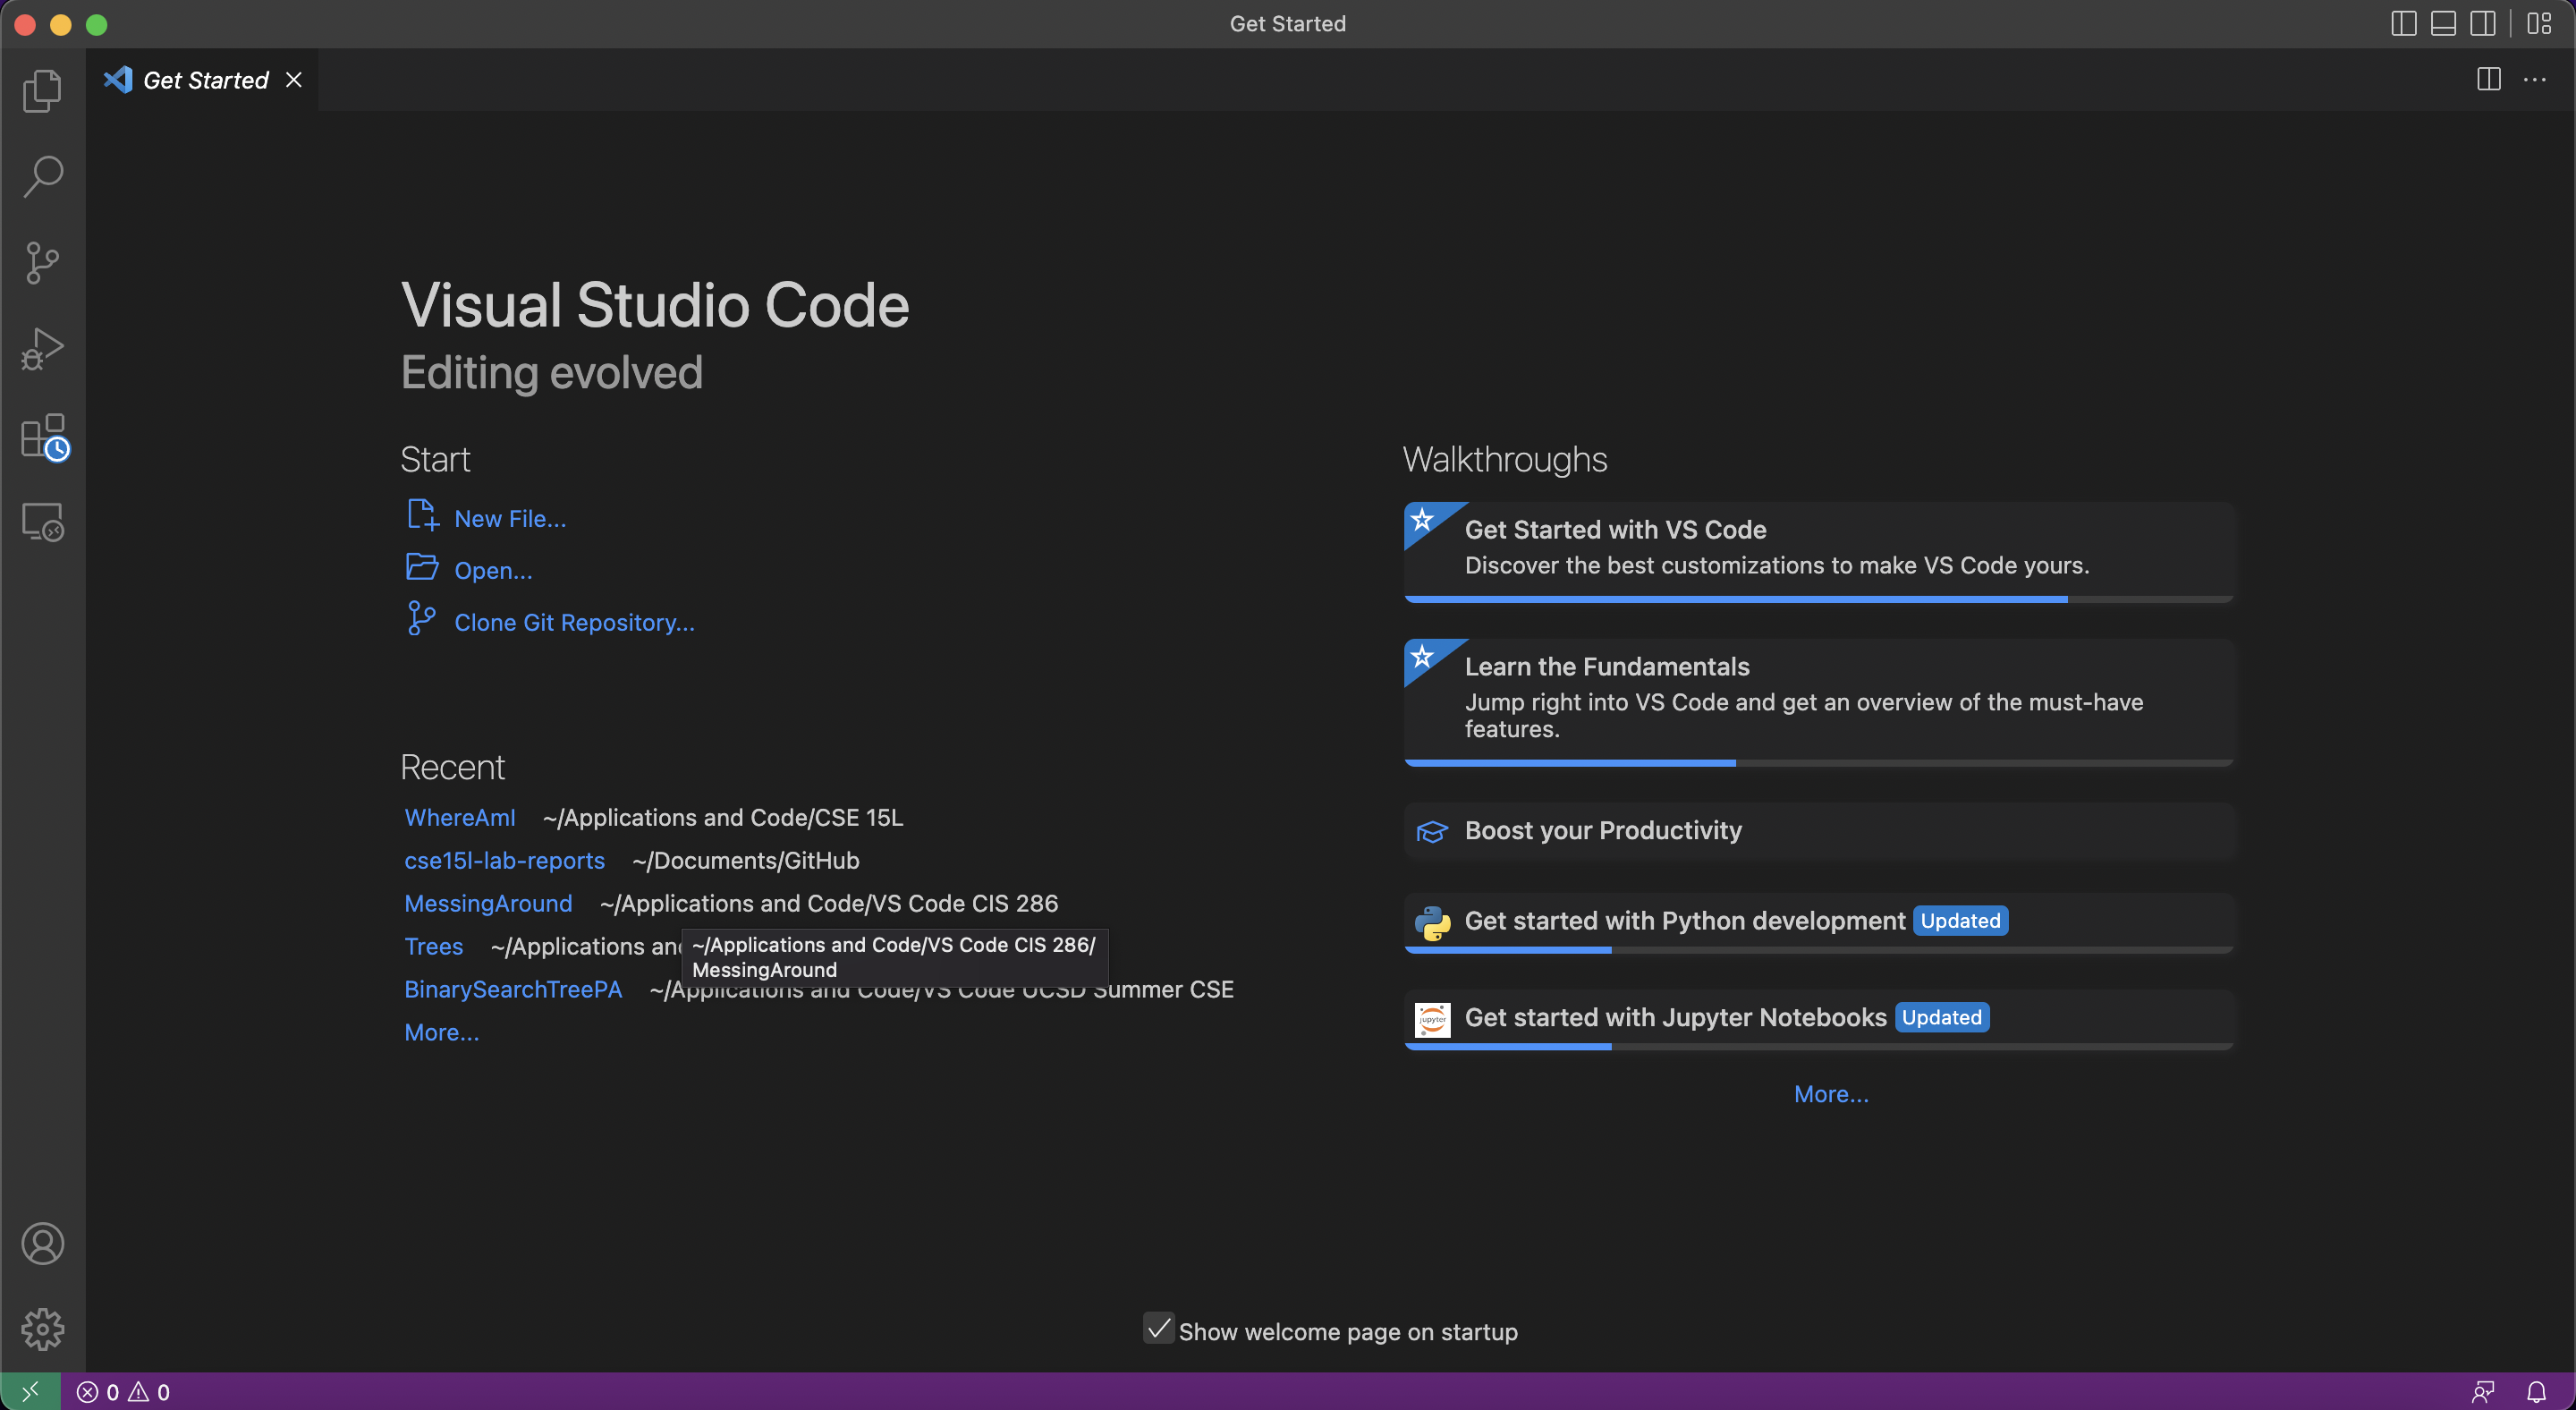 Get Started
Get Started
Visual Studio Code
Editing evolved
Start
New File...
Open...
Clone Git Repository...
Recent
WhereAmI ~/Applications and Code/CSE 15L
cse15l-lab-reports ~/Documents/GitHub
MessingAround ~/Applications and Code/VS Code CIS 286
Trees ~/Applications
~/Applications and Code/VS Code CIS 286/
MessingAround
BinarySearchTreePA ~/Applications and Code/VS Code UCSD Summer CSE
More...
Walkthroughs
Get Started with VS Code
Discover the best customizations to make VS Code yours.
Learn the Fundamentals
Jump right into VS Code and get an overview of the must-have
features.
Boost your Productivity
Get started with Python development Updated
jupyter
Get started with Jupyter Notebooks Updated
More...
Show welcome page on startup
0 0